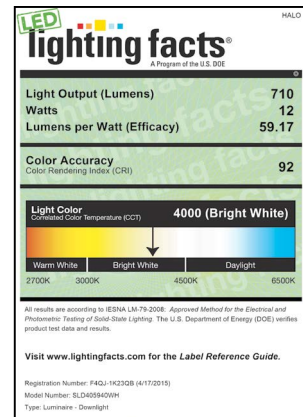 HALO
LED
lighting facts®
A Program of the U.S. DOE
Light Output (Lumens) 710
Watts 12
Lumens per Watt (Efficacy) 59.17
Color Accuracy 92
Color Rendering Index (CRI)
Light Color 4000 (Bright White)
Correlated Color Temperature (CCT)
Warm White Bright White Daylight
2700K 3000K 4500K 6500K
All results are according to IESNA LM-79-2008: Approved Method for the Electrical and
Photometric Testing of Solid-State Lighting. The U.S. Department of Energy (DOE) verifies
product test data and results.
Visit www.lightingfacts.com for the Label Reference Guide.
Registration Number: F4QJ-1K23QB (4/17/2015)
Model Number: SLD405940WH
Type: Luminaire - Downlight